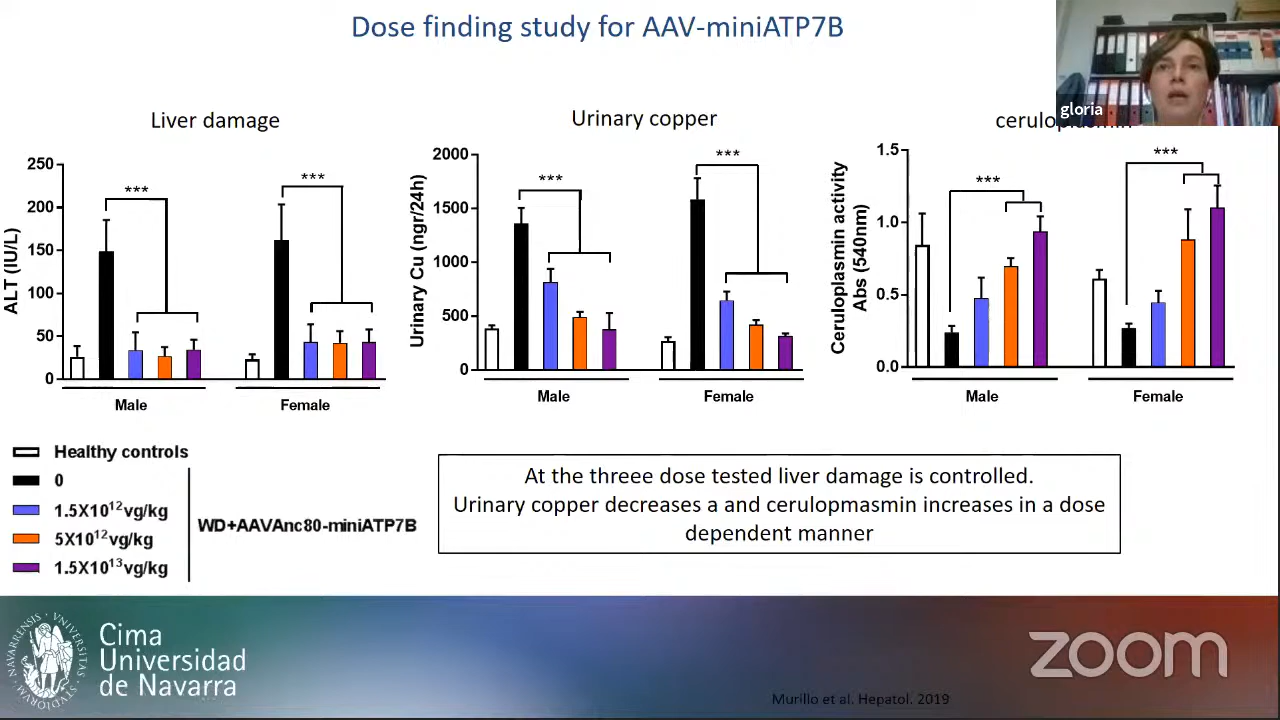 Dose finding study for AAV-miniATP7B
gloria
Liver damage
250
200
150
100
50
0
ALT (IU/L)
***
***
Male
Female
Urinary copper
2000
1500
1000
500
0
Urinary Cu (ngr/24h)
***
***
Male
Female
ceruloplasmin
1.5
1.0
0.5
0.0
Ceruloplasmin activity
Abs (540nm)
***
***
Male
Female
Healthy controls
0
1.5X10¹²vg/kg
5X10¹²vg/kg
1.5X10¹³vg/kg
WD+AAVAnc80-miniATP7B
At the threee dose tested liver damage is controlled.
Urinary copper decreases a and cerulopmasmin increases in a dose
dependent manner
Cima
Universidad
de Navarra
Murillo et al. Hepatol. 2019
zoom